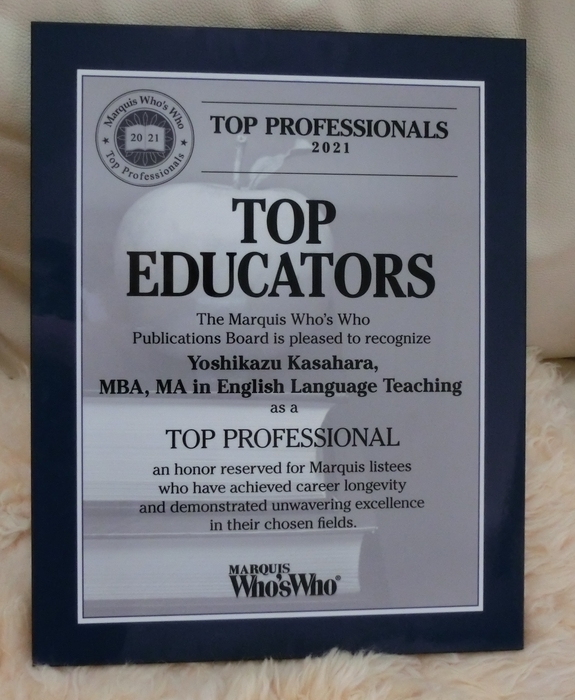 Marquis Who's Who
20 21
Top Professionals
TOP PROFESSIONALS
2021
TOP
EDUCATORS
The Marquis Who's Who
Publications Board is pleased to recognize
Yoshikazu Kasahara,
MBA, MA in English Language Teaching
as a
TOP PROFESSIONAL
an honor reserved for Marquis listees
who have achieved career longevity
and demonstrated unwavering excellence
in their chosen fields.
MARQUIS
Who'sWho®